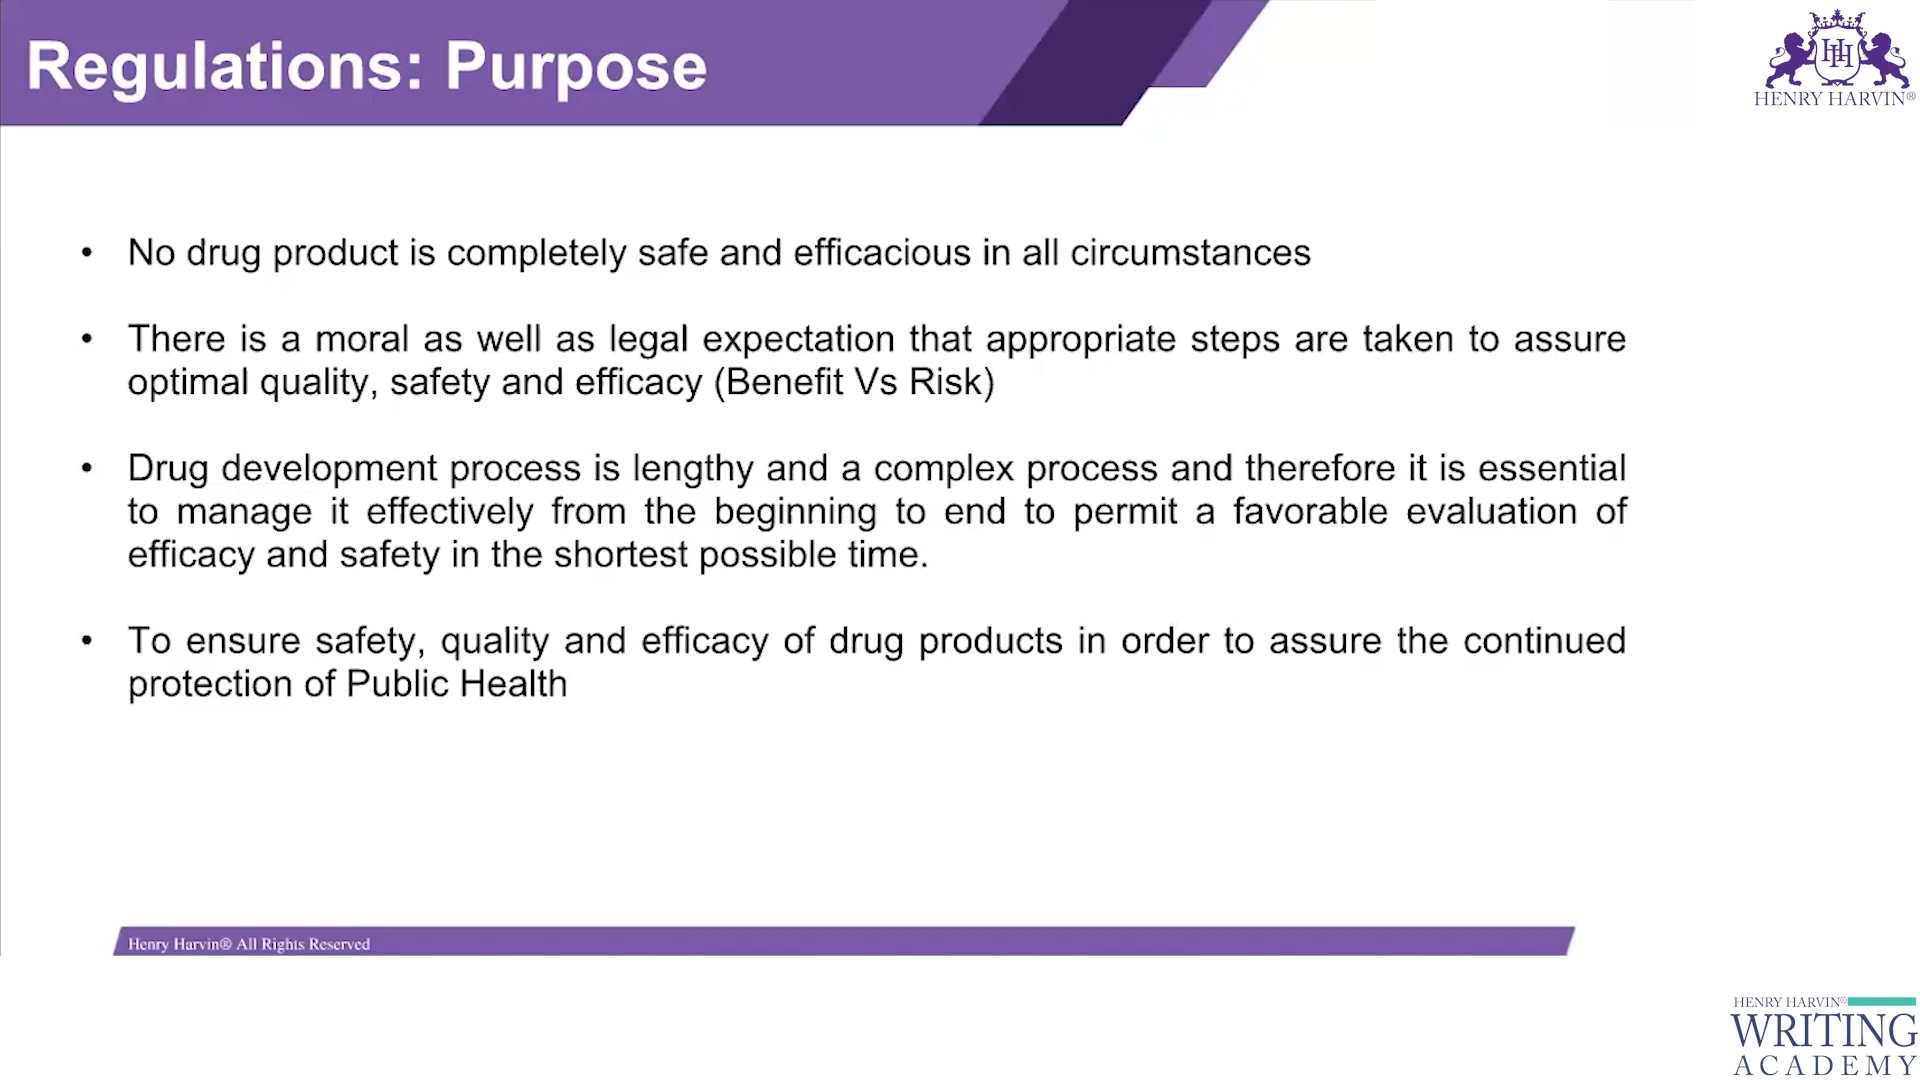 Regulations: Purpose
HH
HENRY HARVIN®
• No drug product is completely safe and efficacious in all circumstances
• There is a moral as well as legal expectation that appropriate steps are taken to assure
optimal quality, safety and efficacy (Benefit Vs Risk)
• Drug development process is lengthy and a complex process and therefore it is essential
to manage it effectively from the beginning to end to permit a favorable evaluation of
efficacy and safety in the shortest possible time.
• To ensure safety, quality and efficacy of drug products in order to assure the continued
protection of Public Health
Henry Harvin® All Rights Reserved
HENRY HARVIN®
WRITING
ACADEMY